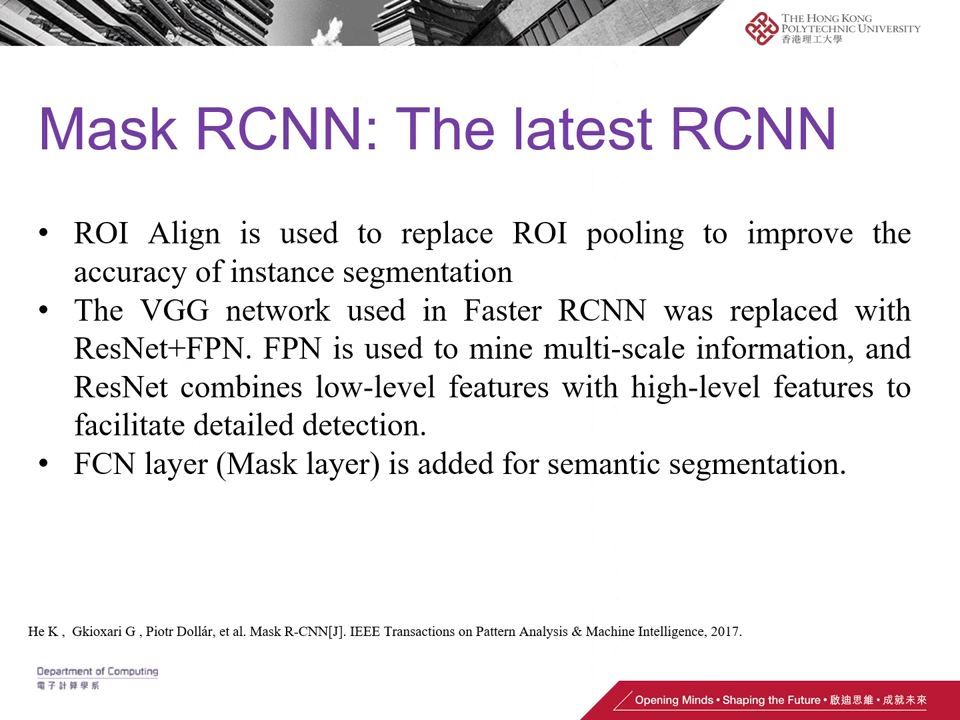 THE HONG KONG
POLYTECHNIC UNIVERSITY
香港理工大學
Mask RCNN: The latest RCNN
• ROI Align is used to replace ROI pooling to improve the
accuracy of instance segmentation
• The VGG network used in Faster RCNN was replaced with
ResNet+FPN. FPN is used to mine multi-scale information, and
ResNet combines low-level features with high-level features to
facilitate detailed detection.
• FCN layer (Mask layer) is added for semantic segmentation.
He K , Gkioxari G , Piotr Dollár, et al. Mask R-CNN[J]. IEEE Transactions on Pattern Analysis & Machine Intelligence, 2017.
Department of Computing
電子計算學系
Opening Minds • Shaping the Future • 啟迪思維 • 成就未來